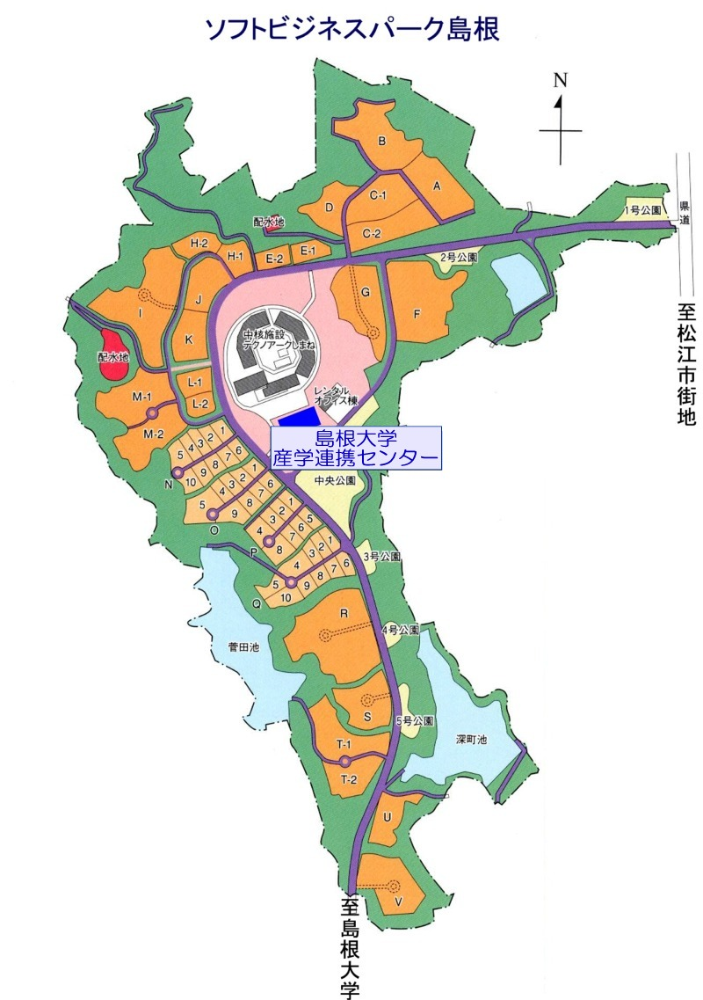 ソフトビジネスパーク島根
N
B
A
C-1
D
C-2
1号公園
県道
配水地
H-2
H-1
E-2
E-1
2号公園
I
J
G
F
K
中核施設
テクノアークしまね
至松江市街地
配水地
L-1
L-2
M-1
M-2
レンタル
オフィス棟
島根大学
産学連携センター
中央公園
5 4 3 2 1
10 9 8 7 6
N
5 4 3 2 1
9 8 7 6
O
4 3 2 1
8 7 6 5
P
5 4 3 2 1
10 9 8 7 6
Q
3号公園
R
4号公園
菅田池
S
5号公園
深町池
T-1
T-2
U
V
至島根大学